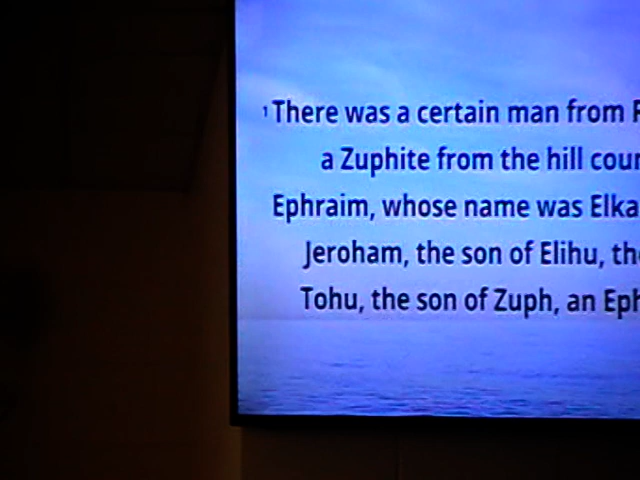 1 There was a certain man from
a Zuphite from the hill
Ephraim, whose name was
Jeroham, the son of Elihu,
Tohu, the son of Zuph, an